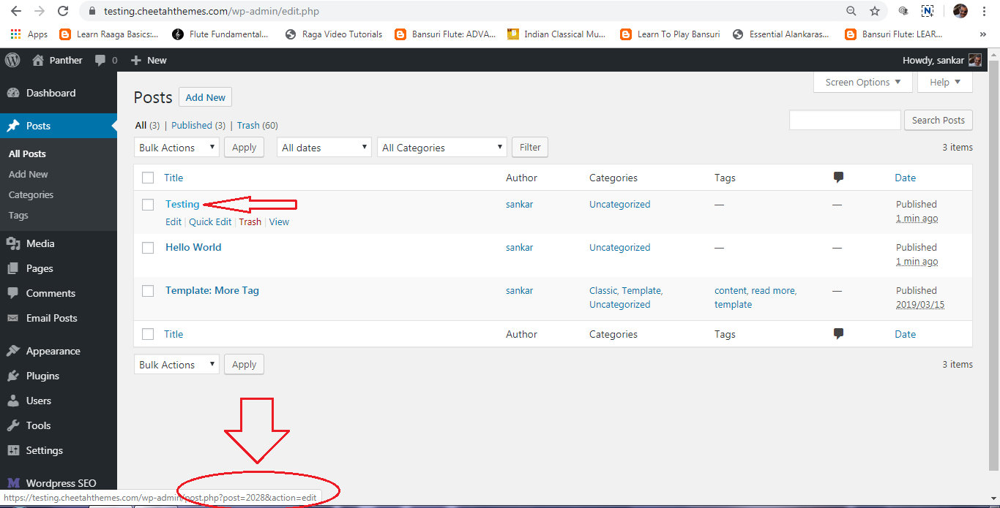 testing.cheetahthemes.com/wp-admin/edit.php
Apps Learn Raaga Basics:... Flute Fundamental... Raga Video Tutorials Bansuri Flute: ADVA... Indian Classical Mu... Learn To Play Bansuri Essential Alankaras... Bansuri Flute: LEAR... »
Panther 0 + New Howdy, sankar
Screen Options ▼ Help ▼
Dashboard
Posts
All Posts
Add New
Categories
Tags
Media
Pages
Comments
Email Posts
Appearance
Plugins
Users
Tools
Settings
Wordpress SEO
Posts Add New
All (3) | Published (3) | Trash (60)
Search Posts
Bulk Actions Apply All dates All Categories Filter 3 items
Title Author Categories Tags Date
Testing sankar Uncategorized — — Published
1 min ago
Edit | Quick Edit | Trash | View
Hello World sankar Uncategorized — — Published
1 min ago
Template: More Tag sankar Classic, Template, content, read more, — Published
Uncategorized template 2019/03/15
Title Author Categories Tags Date
Bulk Actions Apply 3 items
https://testing.cheetahthemes.com/wp-admin/post.php?post=2028&action=edit